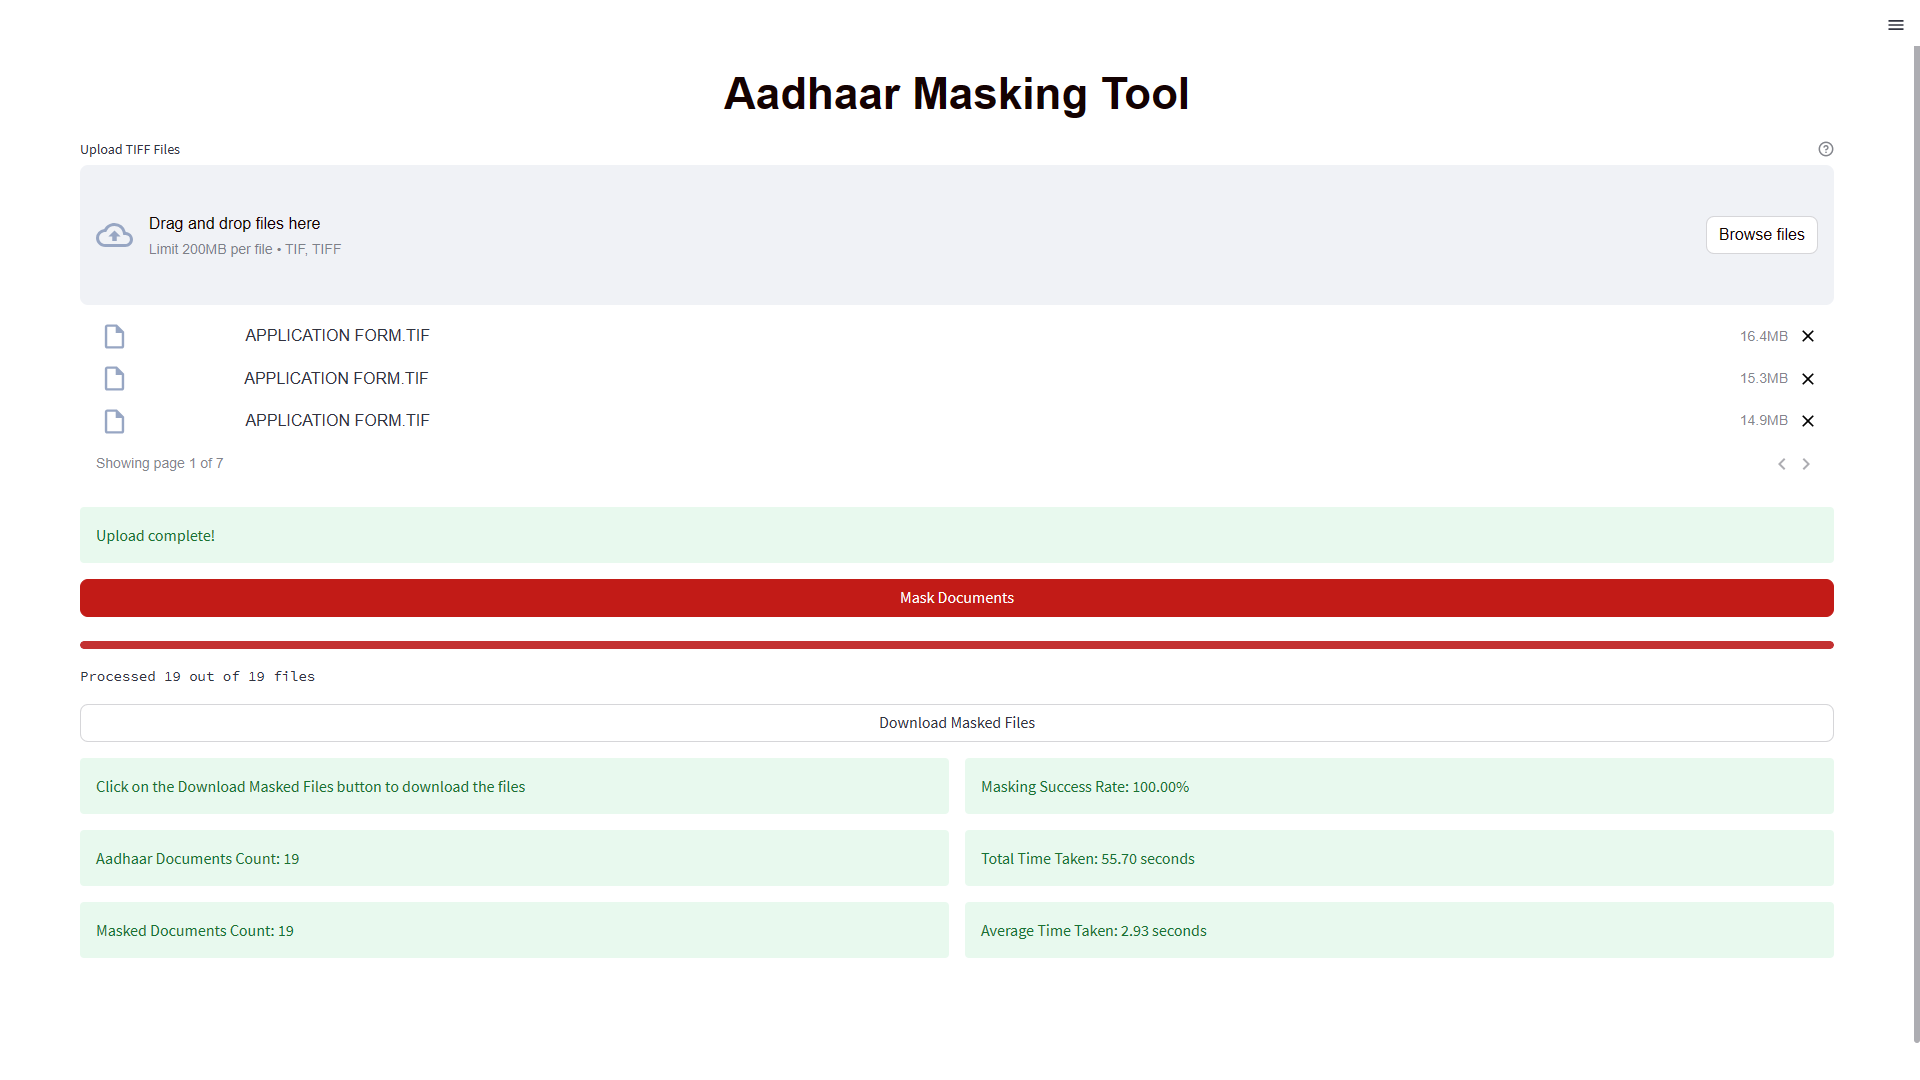 Aadhaar Masking Tool
Upload TIFF Files
Drag and drop files here
Limit 200MB per file • TIF, TIFF
Browse files
APPLICATION FORM.TIF 16.4MB
APPLICATION FORM.TIF 15.3MB
APPLICATION FORM.TIF 14.9MB
Showing page 1 of 7
Upload complete!
Mask Documents
Processed 19 out of 19 files
Download Masked Files
Click on the Download Masked Files button to download the files
Masking Success Rate: 100.00%
Aadhaar Documents Count: 19
Total Time Taken: 55.70 seconds
Masked Documents Count: 19
Average Time Taken: 2.93 seconds